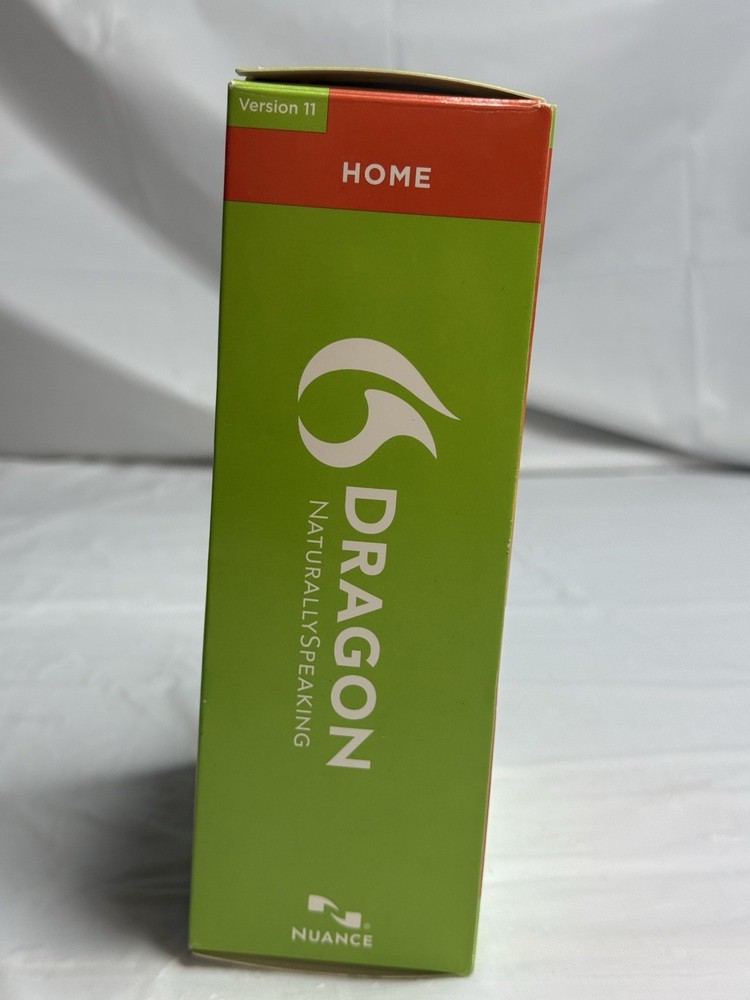 Version 11
HOME
DRAGON
NATURALLYSPEAKING
NUANCE®